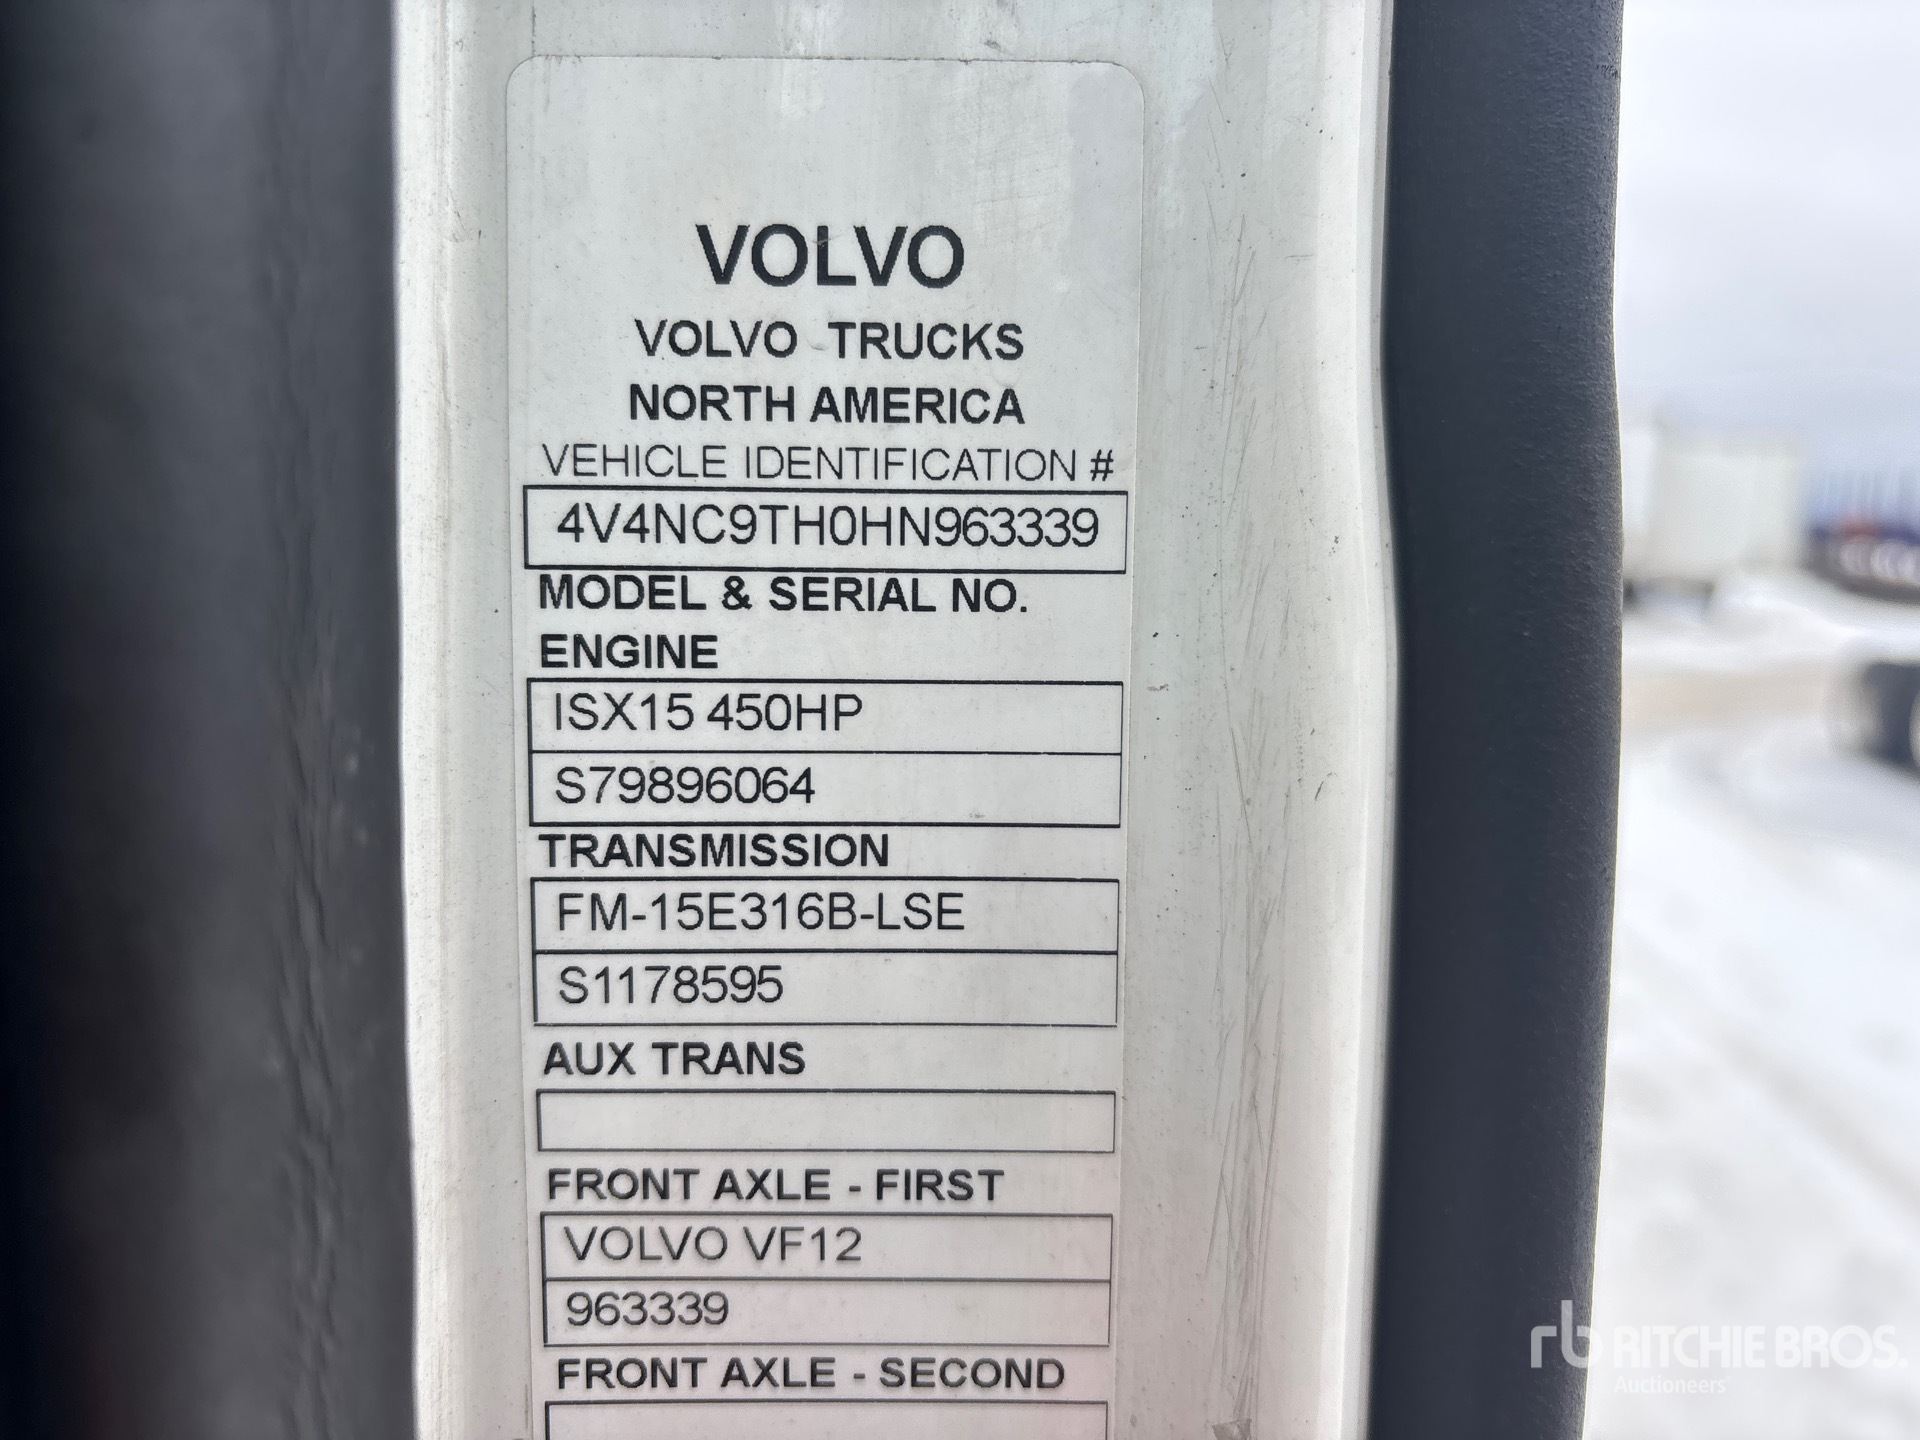 VOLVO
VOLVO TRUCKS
NORTH AMERICA
VEHICLE IDENTIFICATION #
4V4NC9TH0HN963339
MODEL & SERIAL NO.
ENGINE
ISX15 450HP
S79896064
TRANSMISSION
FM-15E316B-LSE
S1178595
AUX TRANS
FRONT AXLE - FIRST
VOLVO VF12
963339
FRONT AXLE - SECOND
rb RITCHIE BROS.
Auctioneers